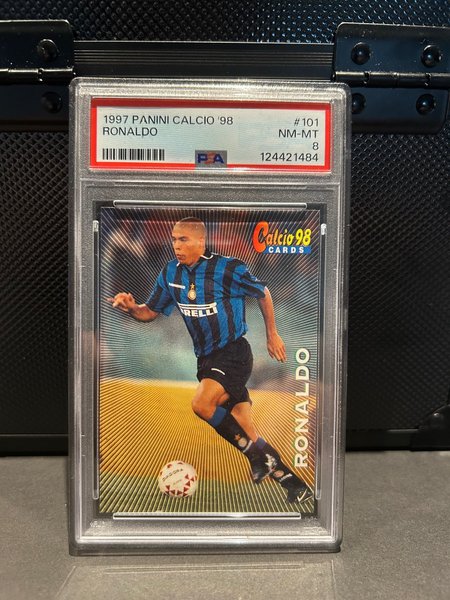 1997 PANINI CALCIO '98 #101
RONALDO NM-MT
8
PSA 124421484
Calcio 98
CARDS
PIRELLI
RONALDO